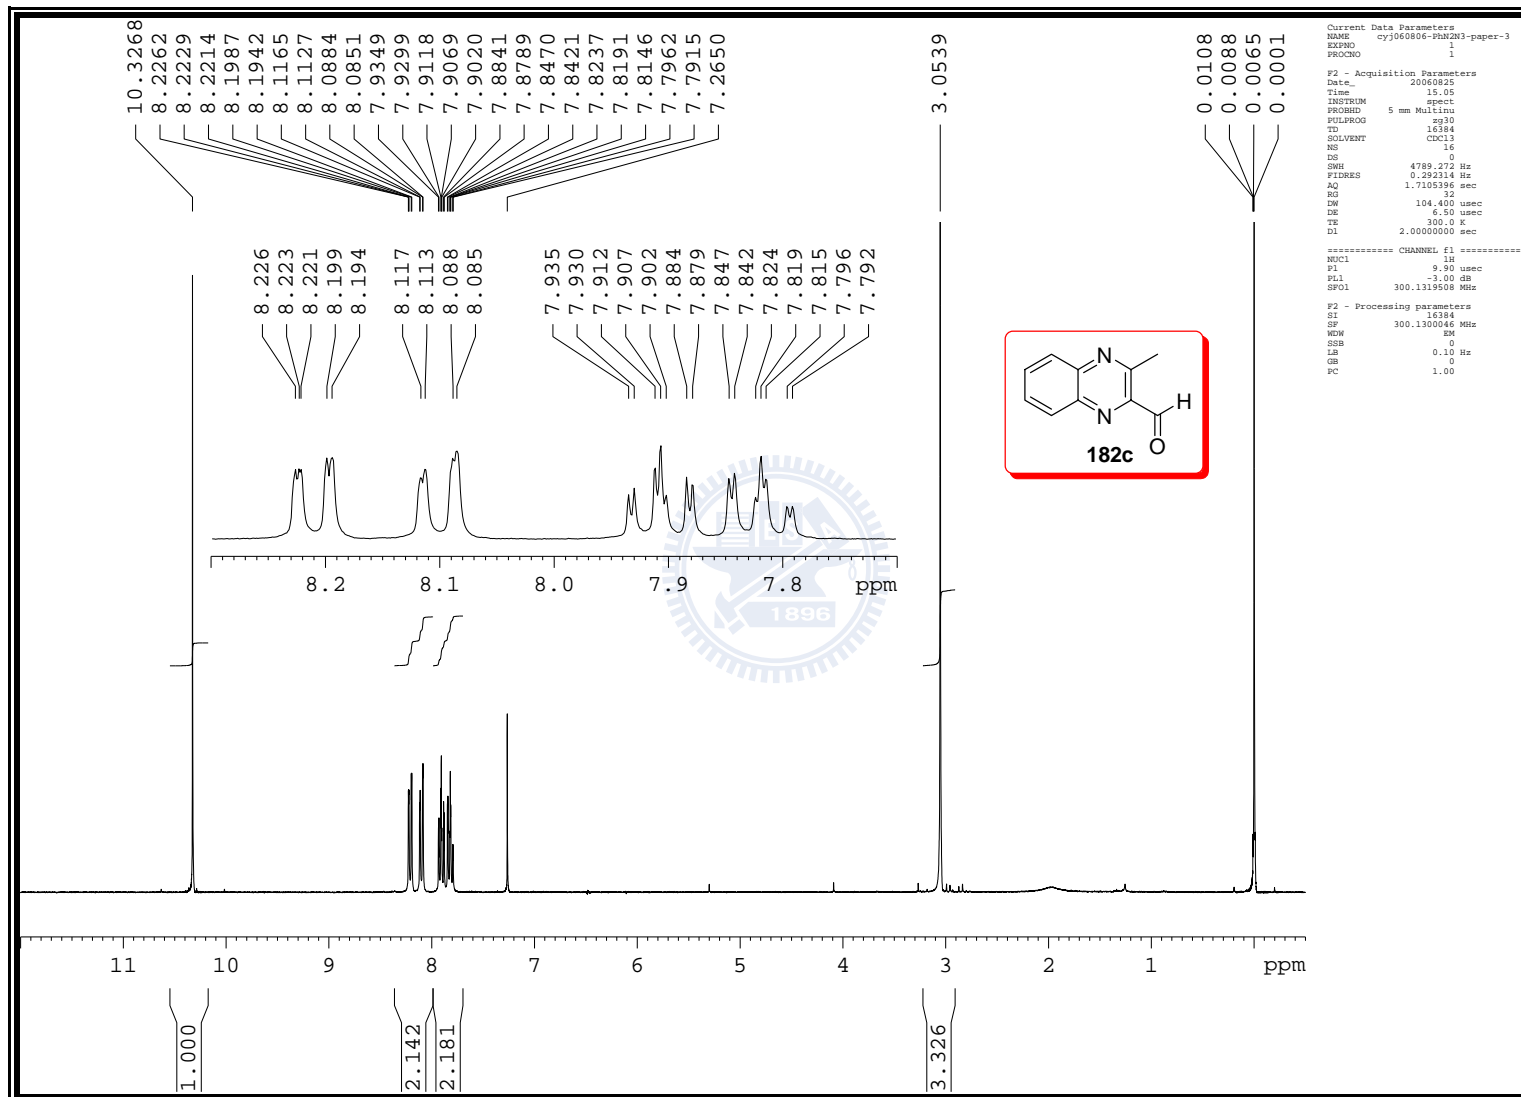 10.3268
8.2262
8.2229
8.2214
8.1987
8.1942
8.1165
8.1127
8.0884
8.0851
7.9349
7.9299
7.9118
7.9069
7.9020
7.8841
7.8789
7.8470
7.8421
7.8237
7.8191
7.8146
7.7962
7.7915
7.2650
3.0539
0.0108
0.0088
0.0065
0.0001
8.226
8.223
8.221
8.199
8.194
8.117
8.113
8.088
8.085
7.935
7.930
7.912
7.907
7.902
7.884
7.879
7.847
7.842
7.824
7.819
7.815
7.796
7.792
8.2 8.1 8.0 7.9 7.8 ppm
N
N
H
O
182c
1896
11 10 9 8 7 6 5 4 3 2 1 ppm
1.000
2.142
2.181
3.326
Current Data Parameters
NAME cyj060806-PhN2N3-paper-3
EXPNO 1
PROCNO 1
F2 - Acquisition Parameters
Date_ 20060825
Time 15.05
INSTRUM spect
PROBHD 5 mm Multinu
PULPROG zg30
TD 16384
SOLVENT CDCl3
NS 16
DS 0
SWH 4789.272 Hz
FIDRES 0.292314 Hz
AQ 1.7105396 sec
RG 32
DW 104.400 usec
DE 6.50 usec
TE 300.0 K
D1 2.00000000 sec
============ CHANNEL f1 ===========
NUC1 1H
P1 9.90 usec
PL1 -3.00 dB
SFO1 300.1319508 MHz
F2 - Processing parameters
SI 16384
SF 300.1300046 MHz
WDW EM
SSB 0
LB 0.10 Hz
GB 0
PC 1.00